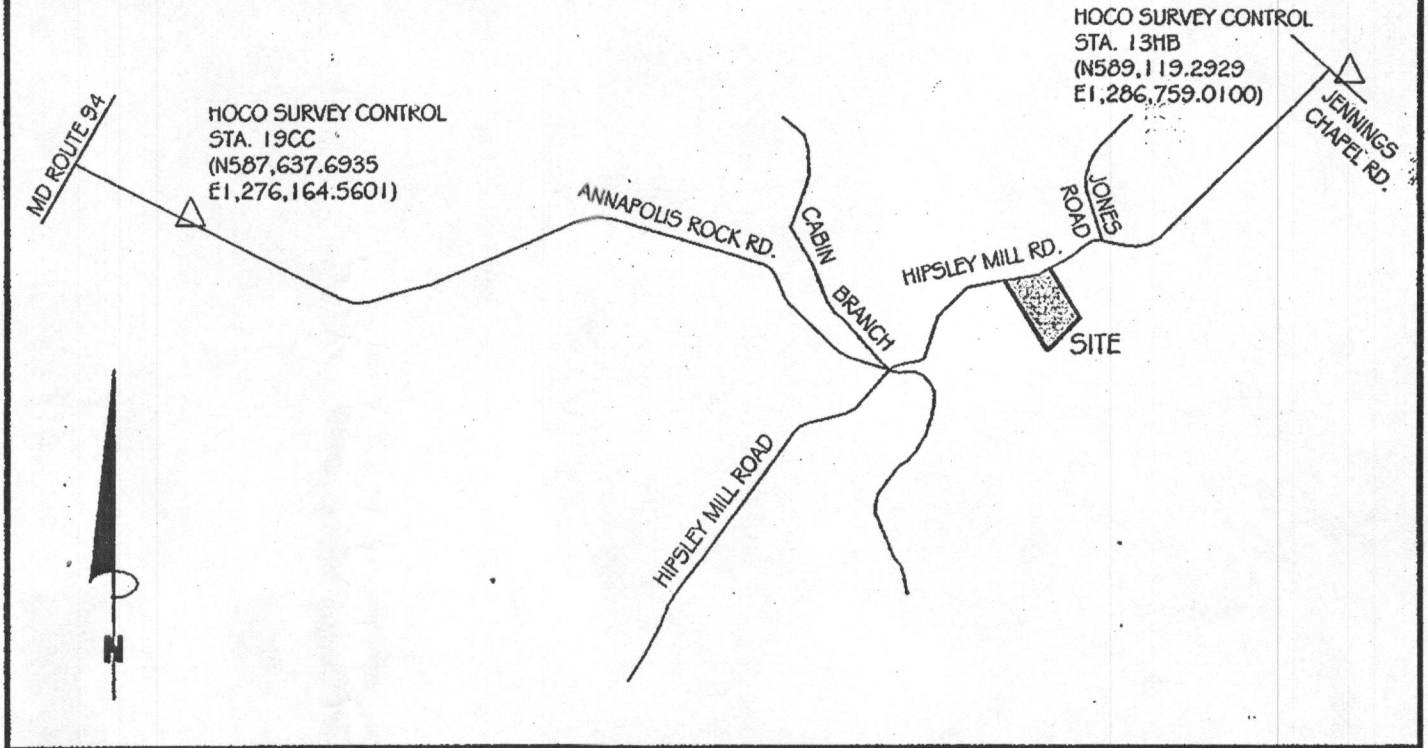 HOCO SURVEY CONTROL
STA. 13HB
(N589,119.2929
E1,286,759.0100)
JENNINGS
CHAPEL RD.
MD ROUTE 94
HOCO SURVEY CONTROL
STA. 19CC
(N587,637.6935
E1,276,164.5601)
ANNAPOLIS ROCK RD.
CABIN
BRANCH
HIPSLEY MILL RD.
JONES
ROAD
SITE
HIPSLEY MILL ROAD
N